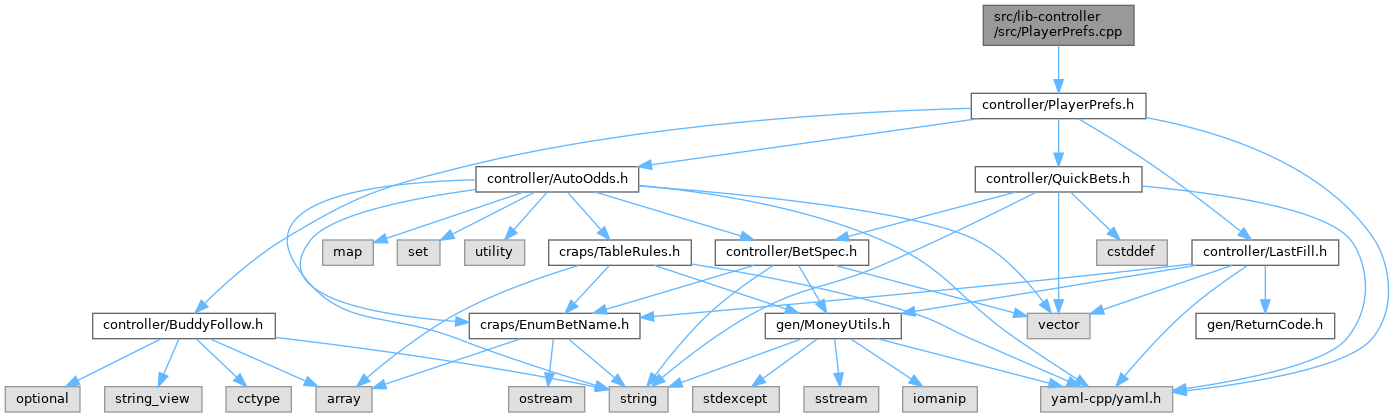 src/lib-controller
/src/PlayerPrefs.cpp
controller/PlayerPrefs.h
controller/AutoOdds.h
controller/QuickBets.h
map
set
utility
craps/TableRules.h
controller/BetSpec.h
cstddef
controller/LastFill.h
controller/BuddyFollow.h
craps/EnumBetName.h
gen/MoneyUtils.h
vector
gen/ReturnCode.h
optional
string_view
cctype
array
ostream
string
stdexcept
sstream
iomanip
yaml-cpp/yaml.h